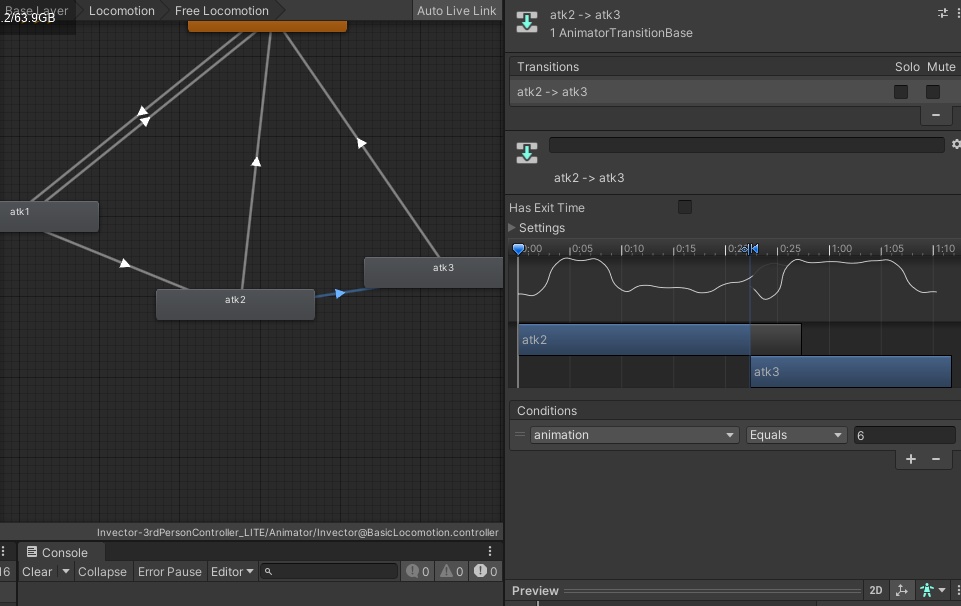 Base Layer
.2/63.9GB
Locomotion
Free Locomotion
Auto Live Link
atk1
atk2
atk3
Invector-3rdPersonController_LITE/Animator/Invector@BasicLocomotion.controller
Console
16
Clear
Collapse
Error Pause
Editor
0
0
0
atk2 -> atk3
1 AnimatorTransitionBase
Transitions
Solo
Mute
atk2 -> atk3
atk2 -> atk3
Has Exit Time
Settings
0:00
0:05
0:10
0:15
0:25
1:00
1:05
1:10
atk2
atk3
Conditions
animation
Equals
6
Preview
2D